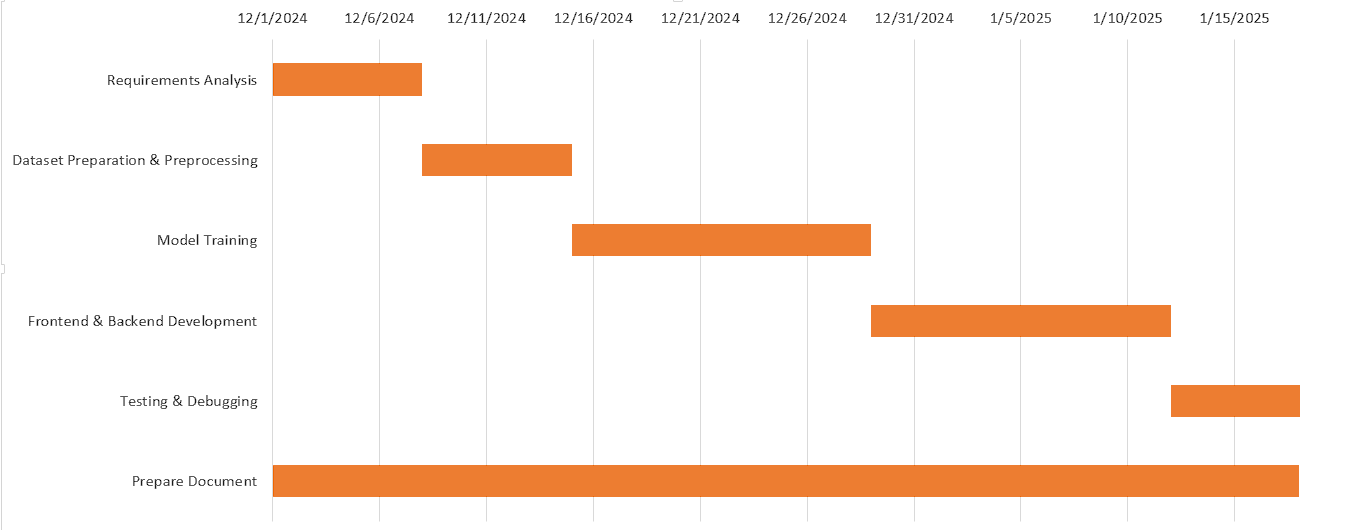 12/1/2024 12/6/2024 12/11/2024 12/16/2024 12/21/2024 12/26/2024 12/31/2024 1/5/2025 1/10/2025 1/15/2025
Requirements Analysis
Dataset Preparation & Preprocessing
Model Training
Frontend & Backend Development
Testing & Debugging
Prepare Document